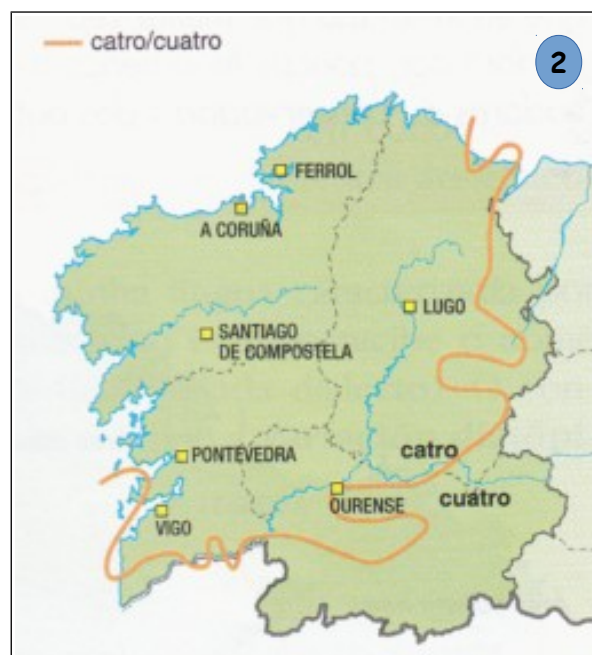 catro/cuatro
2
FERROL
A CORUÑA
LUGO
SANTIAGO
DE COMPOSTELA
catro
PONTEVEDRA
cuatro
OURENSE
VIGO